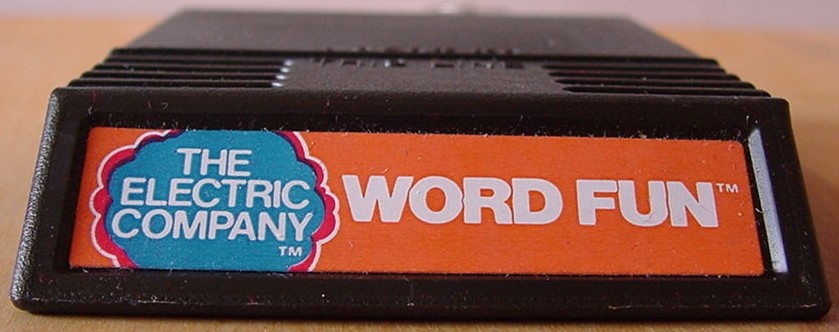 THE
ELECTRIC
COMPANY
TM
WORD FUN™